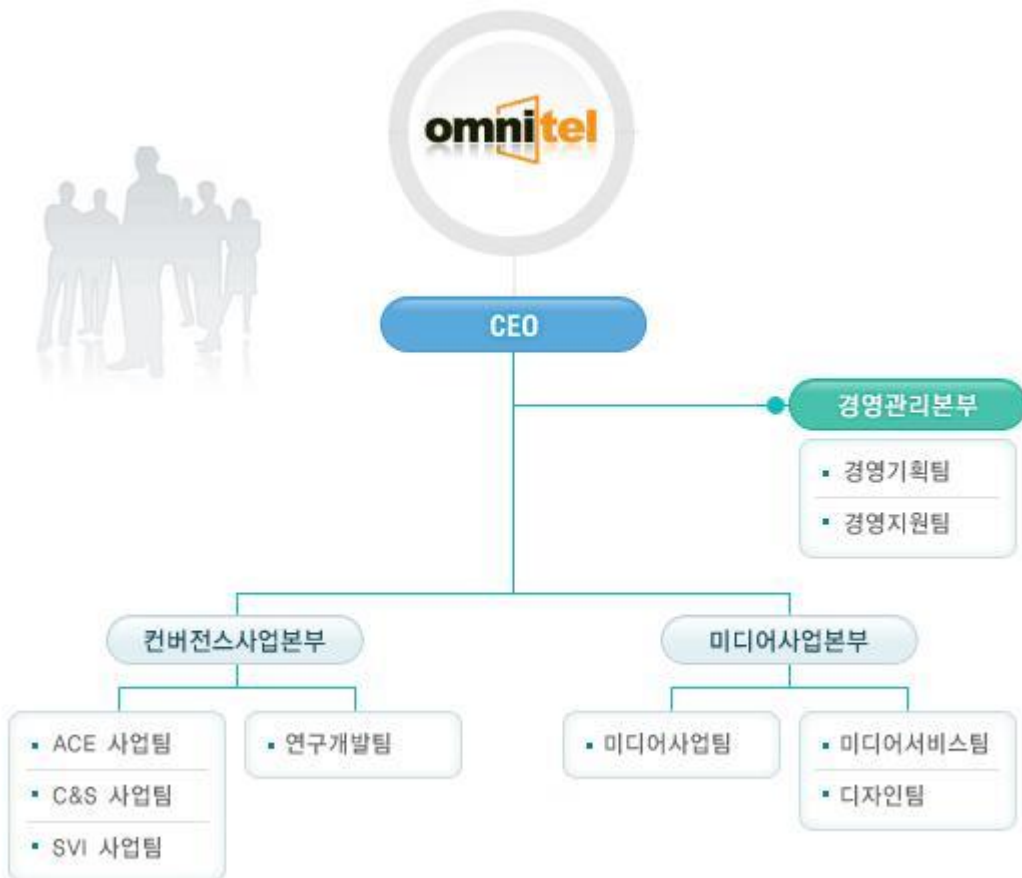 omnitel
CEO
경영관리본부
경영기획팀
경영지원팀
컨버전스사업본부
미디어사업본부
ACE 사업팀
C&S 사업팀
SVI 사업팀
연구개발팀
미디어사업팀
미디어서비스팀
디자인팀